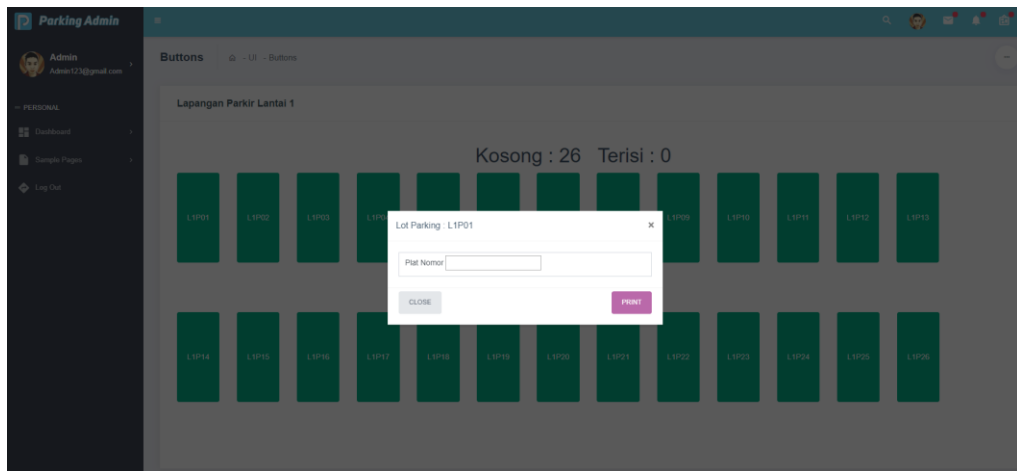 Parking Admin
Admin
Admin123@gmail.com
Buttons
- UI - Buttons
PERSONAL
Dashboard
Sample Pages
Log Out
Lapangan Parkir Lantai 1
Kosong : 26 Terisi : 0
L1P01 L1P02 L1P03 L1P09 L1P10 L1P11 L1P12 L1P13
Lot Parking : L1P01 ×
Plat Nomor
CLOSE PRINT
L1P14 L1P15 L1P16 L1P17 L1P18 L1P19 L1P20 L1P21 L1P22 L1P23 L1P24 L1P25 L1P26